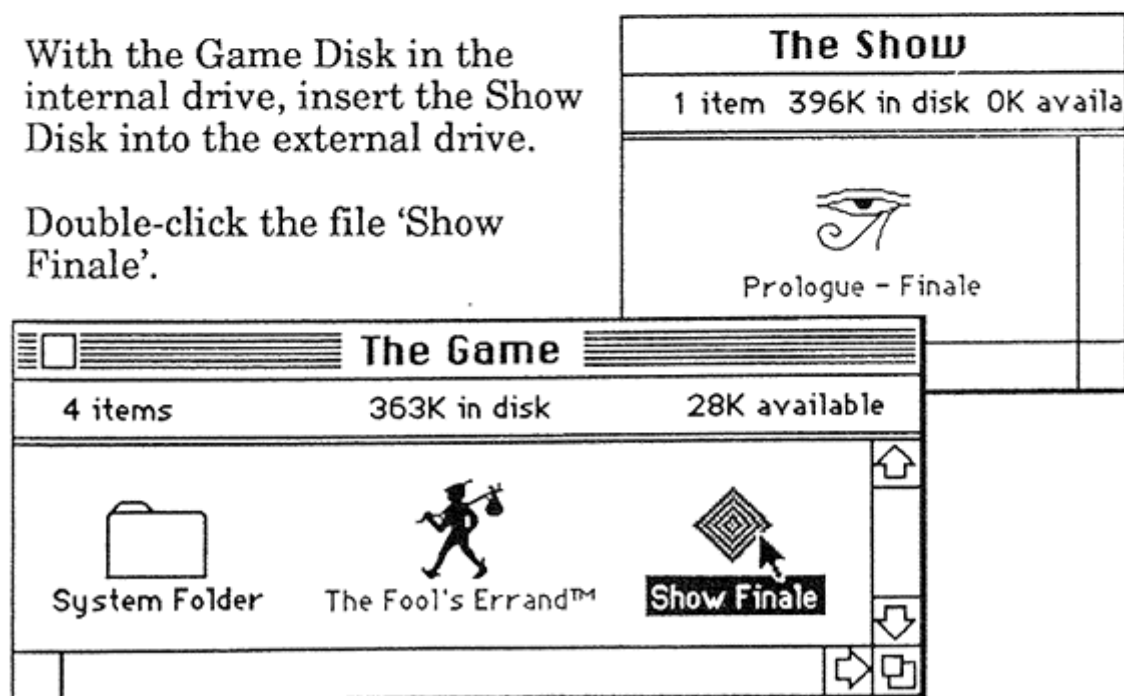 With the Game Disk in the
internal drive, insert the Show
Disk into the external drive.
Double-click the file ‘Show
Finale’.
The Show
1 item 396K in disk 0K availa
Prologue - Finale
The Game
4 items 363K in disk 28K available
System Folder The Fool's Errand™ Show Finale